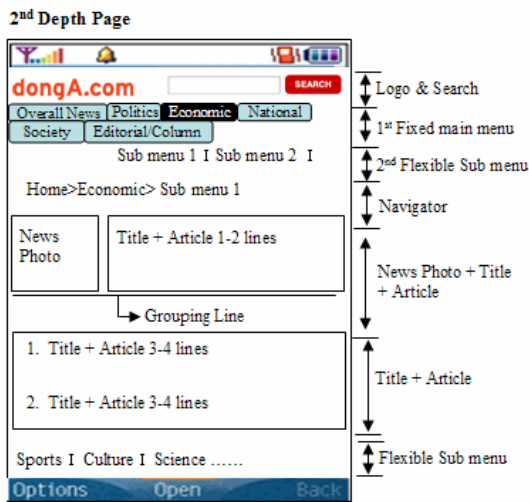 2nd Depth Page
dongA.com SEARCH
Logo & Search
Overall News Politics Economic National
Society Editorial/Column
1st Fixed main menu
Sub menu 1 I Sub menu 2 I
2nd Flexible Sub menu
Home>Economic> Sub menu 1
Navigator
News
Photo
Title + Article 1-2 lines
News Photo + Title
+ Article
Grouping Line
1. Title + Article 3-4 lines
2. Title + Article 3-4 lines
Title + Article
Sports I Culture I Science ......
Flexible Sub menu
Options Open Back